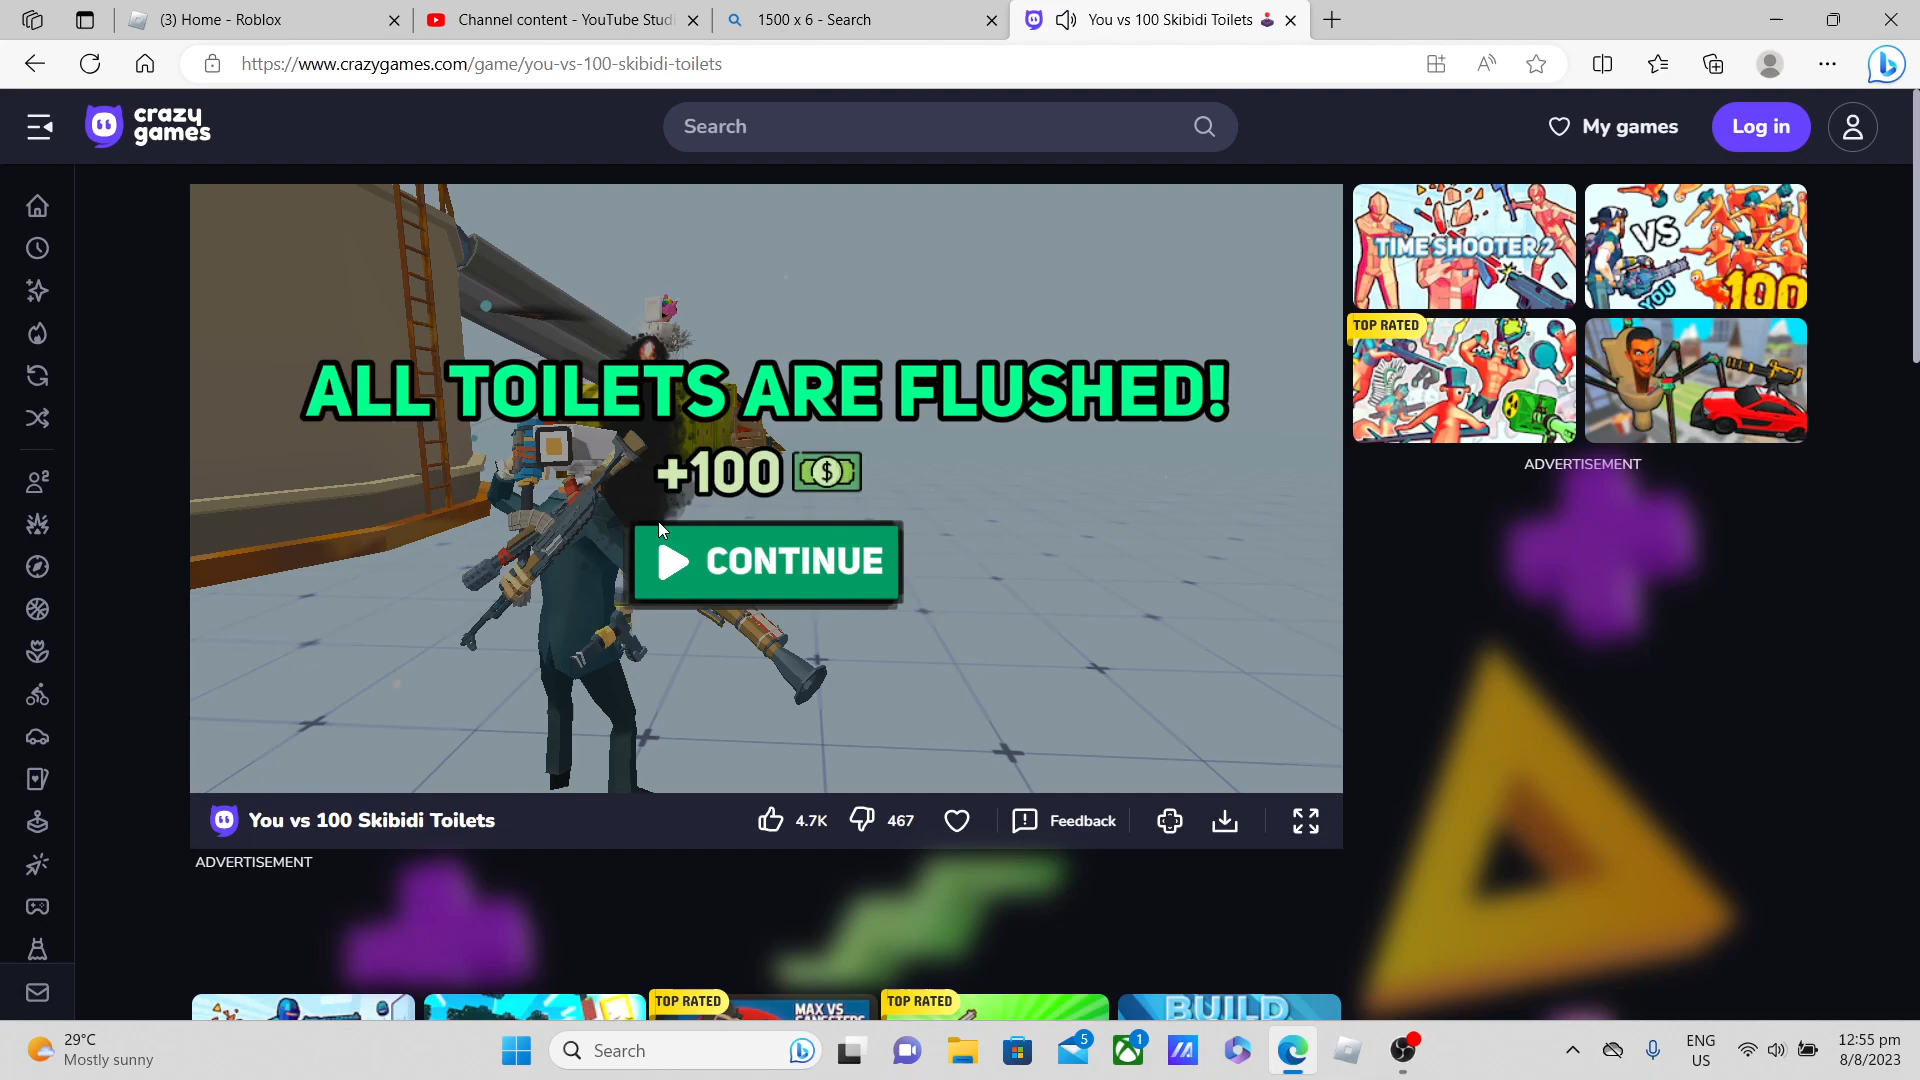 (3) Home - Roblox
Channel content - YouTube Studi
1500 x 6 - Search
You vs 100 Skibidi Toilets
https://www.crazygames.com/game/you-vs-100-skibidi-toilets
crazy
games
Search
My games
Log in
ALL TOILETS ARE FLUSHED!
+100
CONTINUE
TIME SHOOTER 2
VS
YOU
100
TOP RATED
ADVERTISEMENT
You vs 100 Skibidi Toilets
4.7K
467
Feedback
ADVERTISEMENT
TOP RATED
MAX VS
GANGSTERS
TOP RATED
BUILD
29°C
Mostly sunny
Search
5
1
ENG
US
12:55 pm
8/8/2023